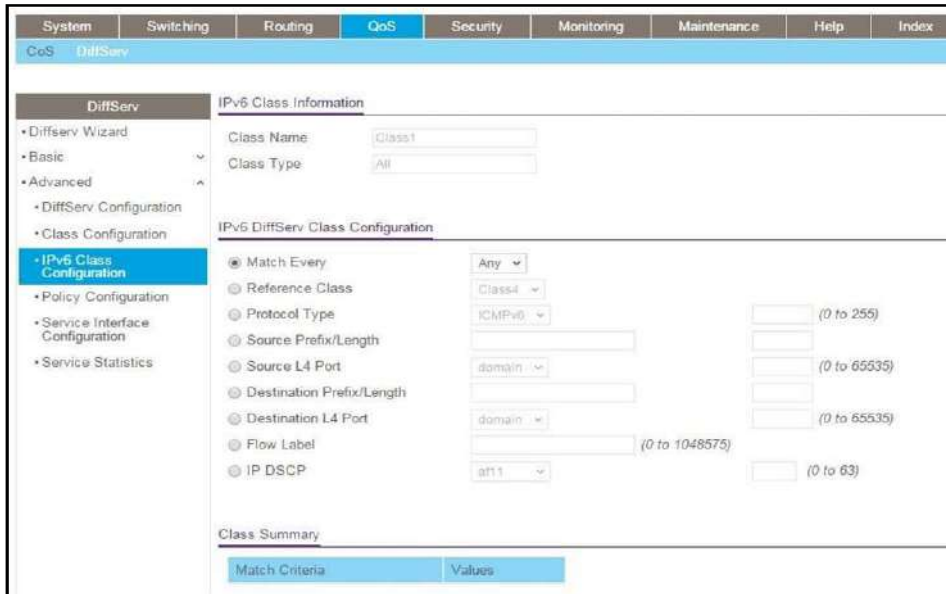 System Switching Routing QoS Security Monitoring Maintenance Help Index
CoS DiffServ
DiffServ
Diffserv Wizard
Basic
Advanced
DiffServ Configuration
Class Configuration
IPv6 Class
Configuration
Policy Configuration
Service Interface
Configuration
Service Statistics
IPv6 Class Information
Class Name Class1
Class Type All
IPv6 DiffServ Class Configuration
Match Every Any
Reference Class Class4
Protocol Type ICMPv6 (0 to 255)
Source Prefix/Length
Source L4 Port domain (0 to 65535)
Destination Prefix/Length
Destination L4 Port domain (0 to 65535)
Flow Label (0 to 1048575)
IP DSCP af11 (0 to 63)
Class Summary
Match Criteria Values